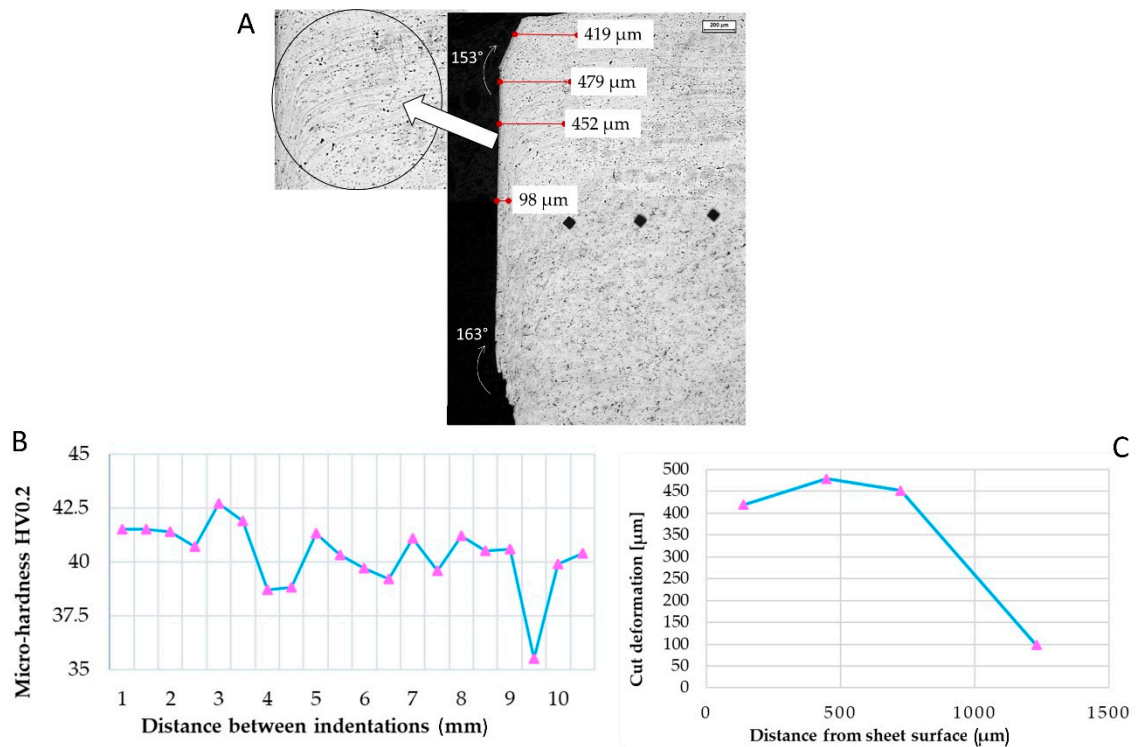 A
200 µm
419 µm
153°
479 µm
452 µm
98 µm
163°
B
Micro-hardness HV0.2
45
42.5
40
37.5
35
1 2 3 4 5 6 7 8 9 10
Distance between indentations (mm)
C
Cut deformation [µm]
500
450
400
350
300
250
200
150
100
50
0
0 500 1000 1500
Distance from sheet surface (µm)